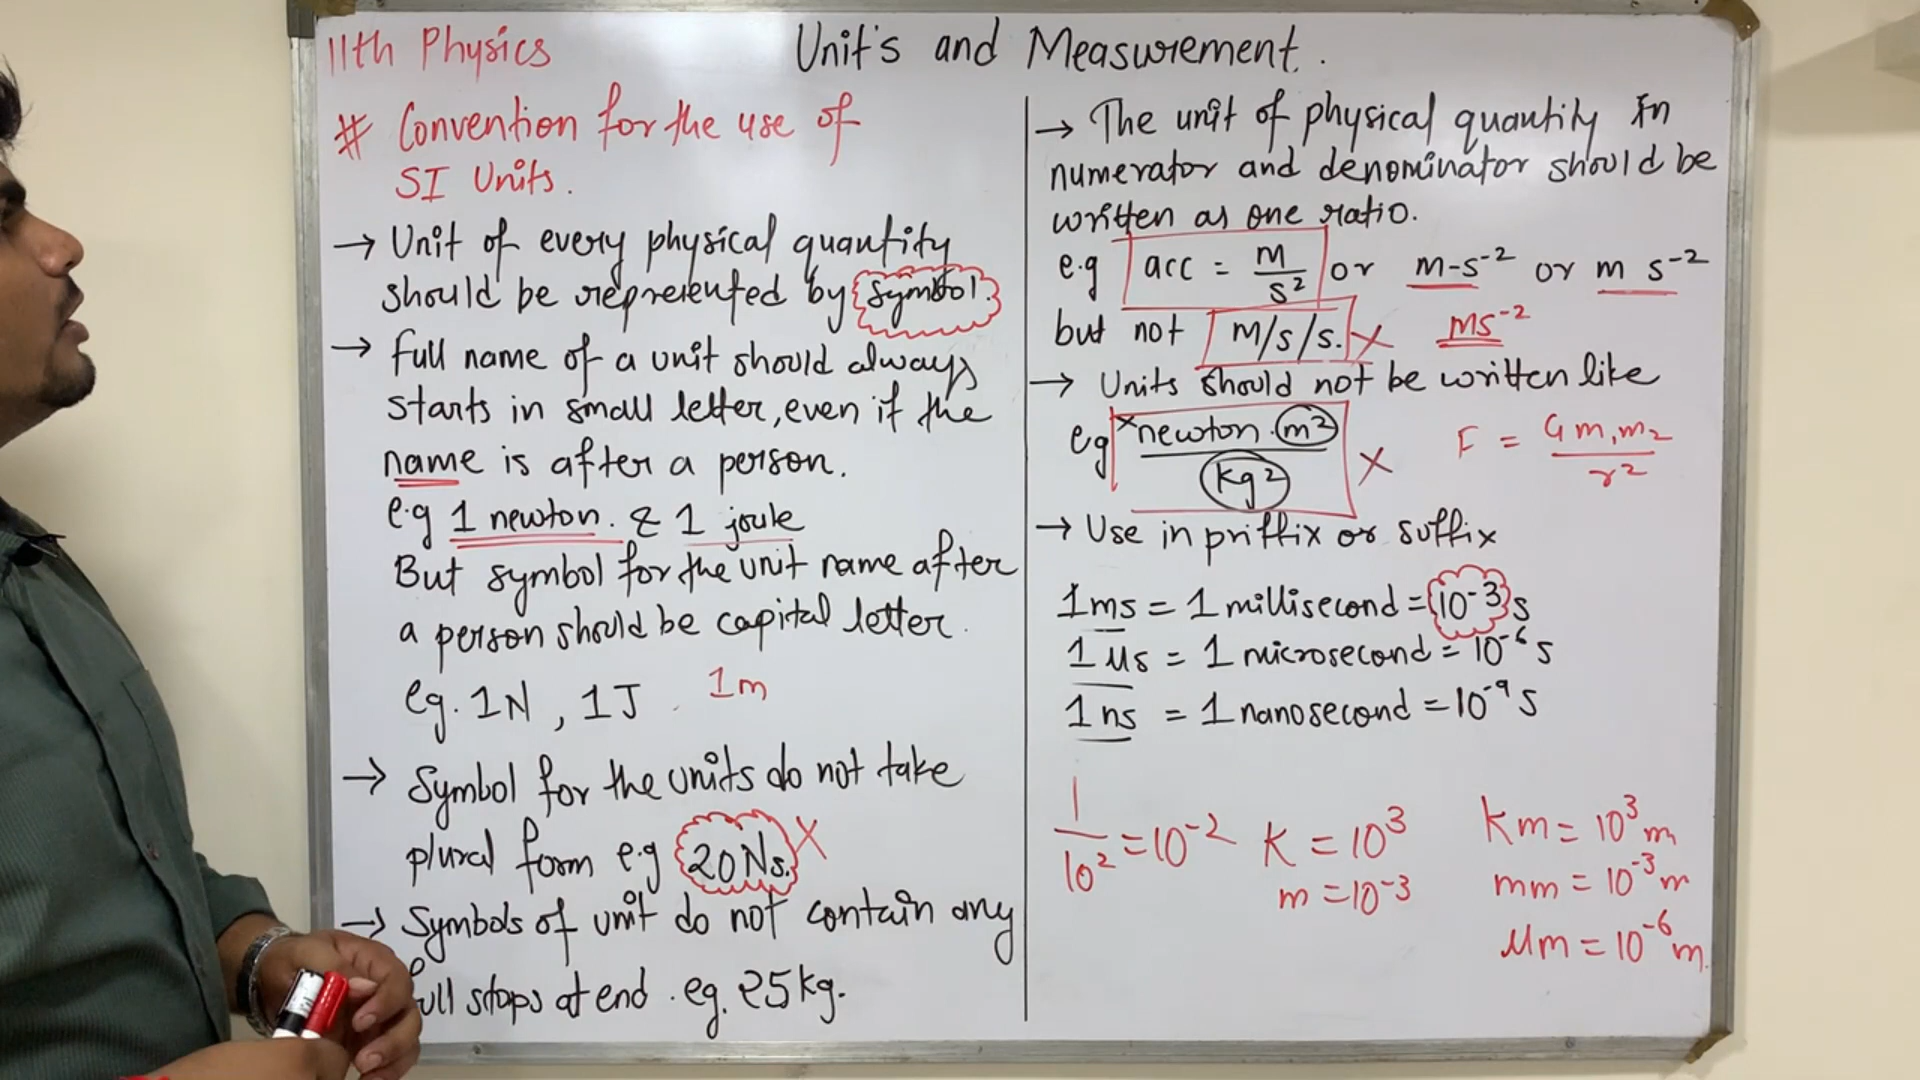 11th Physics
Unit's and Measurement.
# Convention for the use of
SI Units.
→ Unit of every physical quantity
should be represented by symbol.
→ full name of a unit should always
starts in small letter, even if the
name is after a person.
e.g 1 newton. & 1 joule
But symbol for the unit name after
a person should be capital letter.
eg. 1N , 1J . 1m
→ Symbol for the units do not take
plural form e.g 20Ns. X
→ Symbols of unit do not contain any
full stops at end . eg. 25kg.
→ The unit of physical quantity In
numerator and denominator should be
written as one ratio.
e.g acc = m/s² or m-s⁻² or m s⁻²
but not m/s/s. X ms⁻²
→ Units should not be written like
eg × newton · m² / kg² X F = Gm₁m₂ / r²
→ Use in priffix or suffix
1ms = 1 millisecond = 10⁻³ s
1 μs = 1 microsecond = 10⁻⁶ s
1 ns = 1 nanosecond = 10⁻⁹ s
1/10² = 10⁻² K = 10³ Km = 10³ m
m = 10⁻³ mm = 10⁻³ m
μm = 10⁻⁶ m.